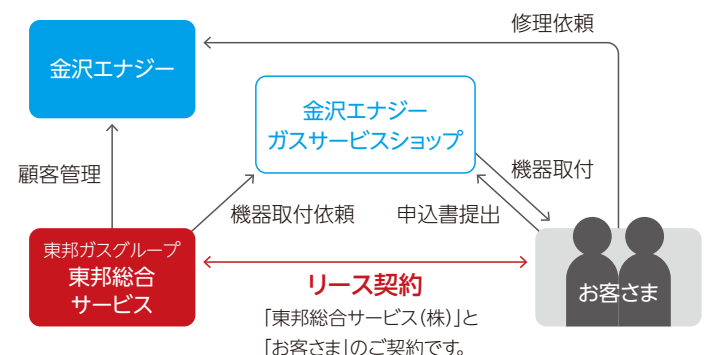 修理依頼
金沢エナジー
金沢エナジー
ガスサービスショップ
顧客管理
機器取付
機器取付依頼
申込書提出
東邦ガスグループ
東邦総合
サービス
リース契約
お客さま
「東邦総合サービス(株)」と
「お客さま」のご契約です。